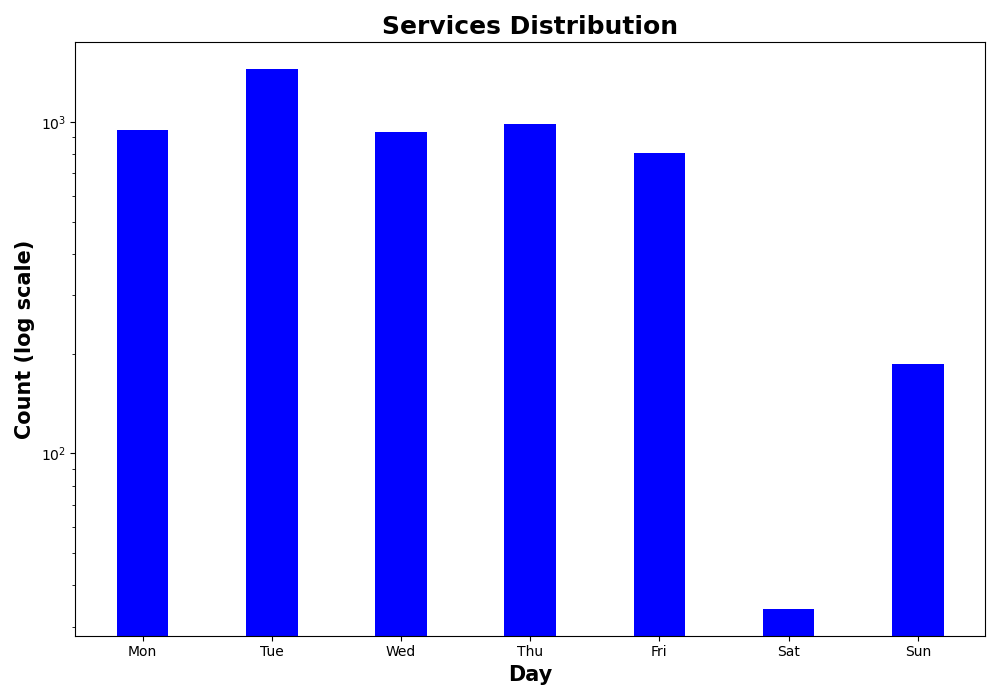 Services Distribution
Count (log scale)
10³
10²
Mon Tue Wed Thu Fri Sat Sun
Day